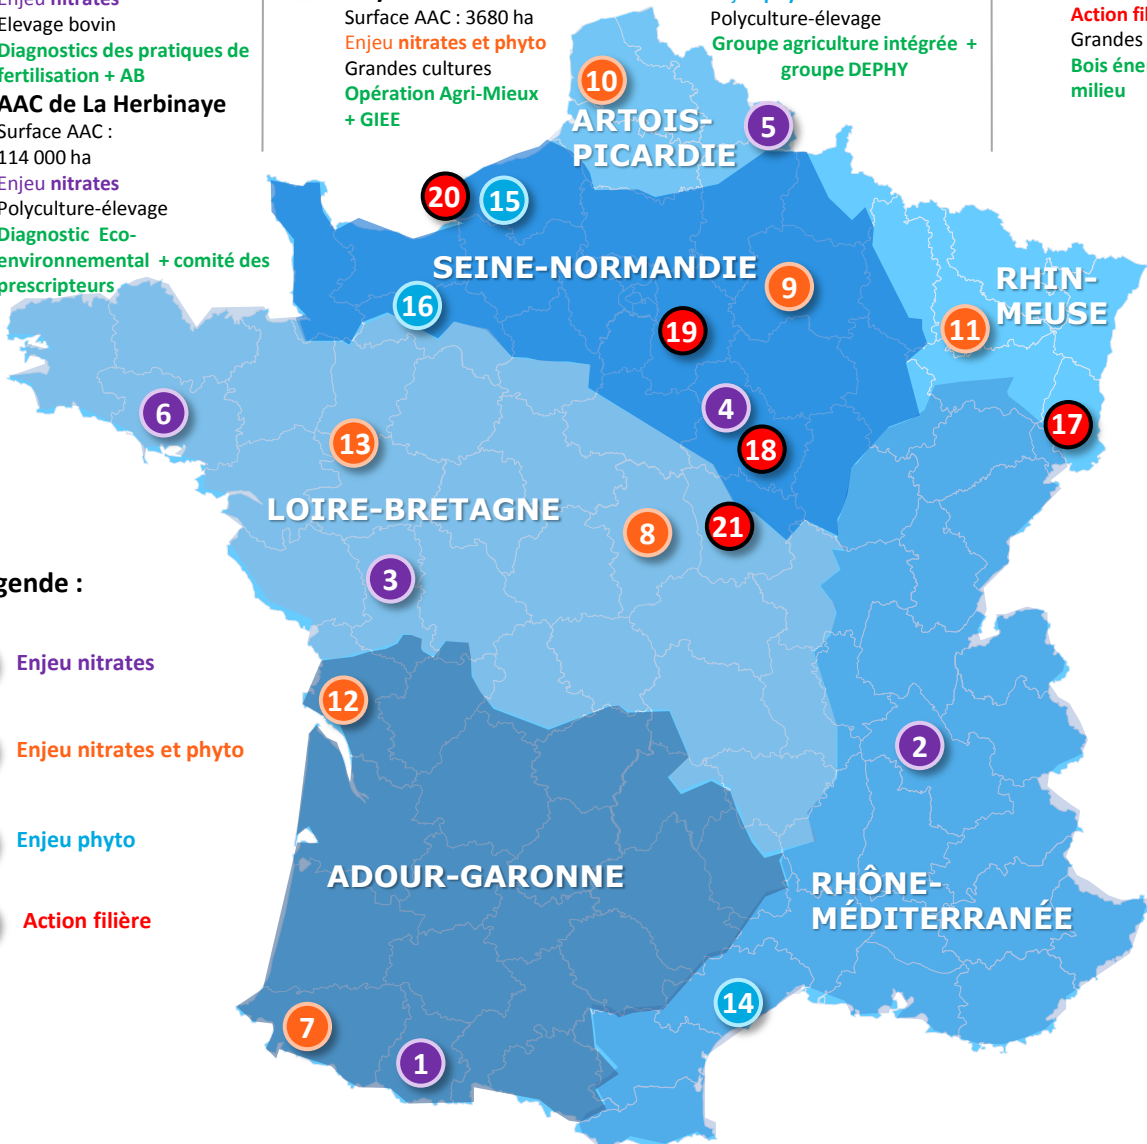 Enjeu nitrates
Elevage bovin
Diagnostics des pratiques de
fertilisation + AB
AAC de La Herbinaye
Surface AAC :
114 000 ha
Enjeu nitrates
Polyculture-élevage
Diagnostic Eco-
environnemental + comité des
prescripteurs
Surface AAC : 3680 ha
Enjeu nitrates et phyto
Grandes cultures
Opération Agri-Mieux
+ GIEE
Polyculture-élevage
Groupe agriculture intégrée +
groupe DEPHY
Action
Grandes
Bois
milieu
10
ARTOIS-
PICARDIE
5
20
15
SEINE-NORMANDIE
9
RHIN-
MEUSE
16
19
11
6
4
17
13
18
LOIRE-BRETAGNE
8
21
3
gende :
Enjeu nitrates
12
Enjeu nitrates et phyto
2
Enjeu phyto
ADOUR-GARONNE
RHÔNE-
MÉDITERRANÉE
Action filière
14
7
1